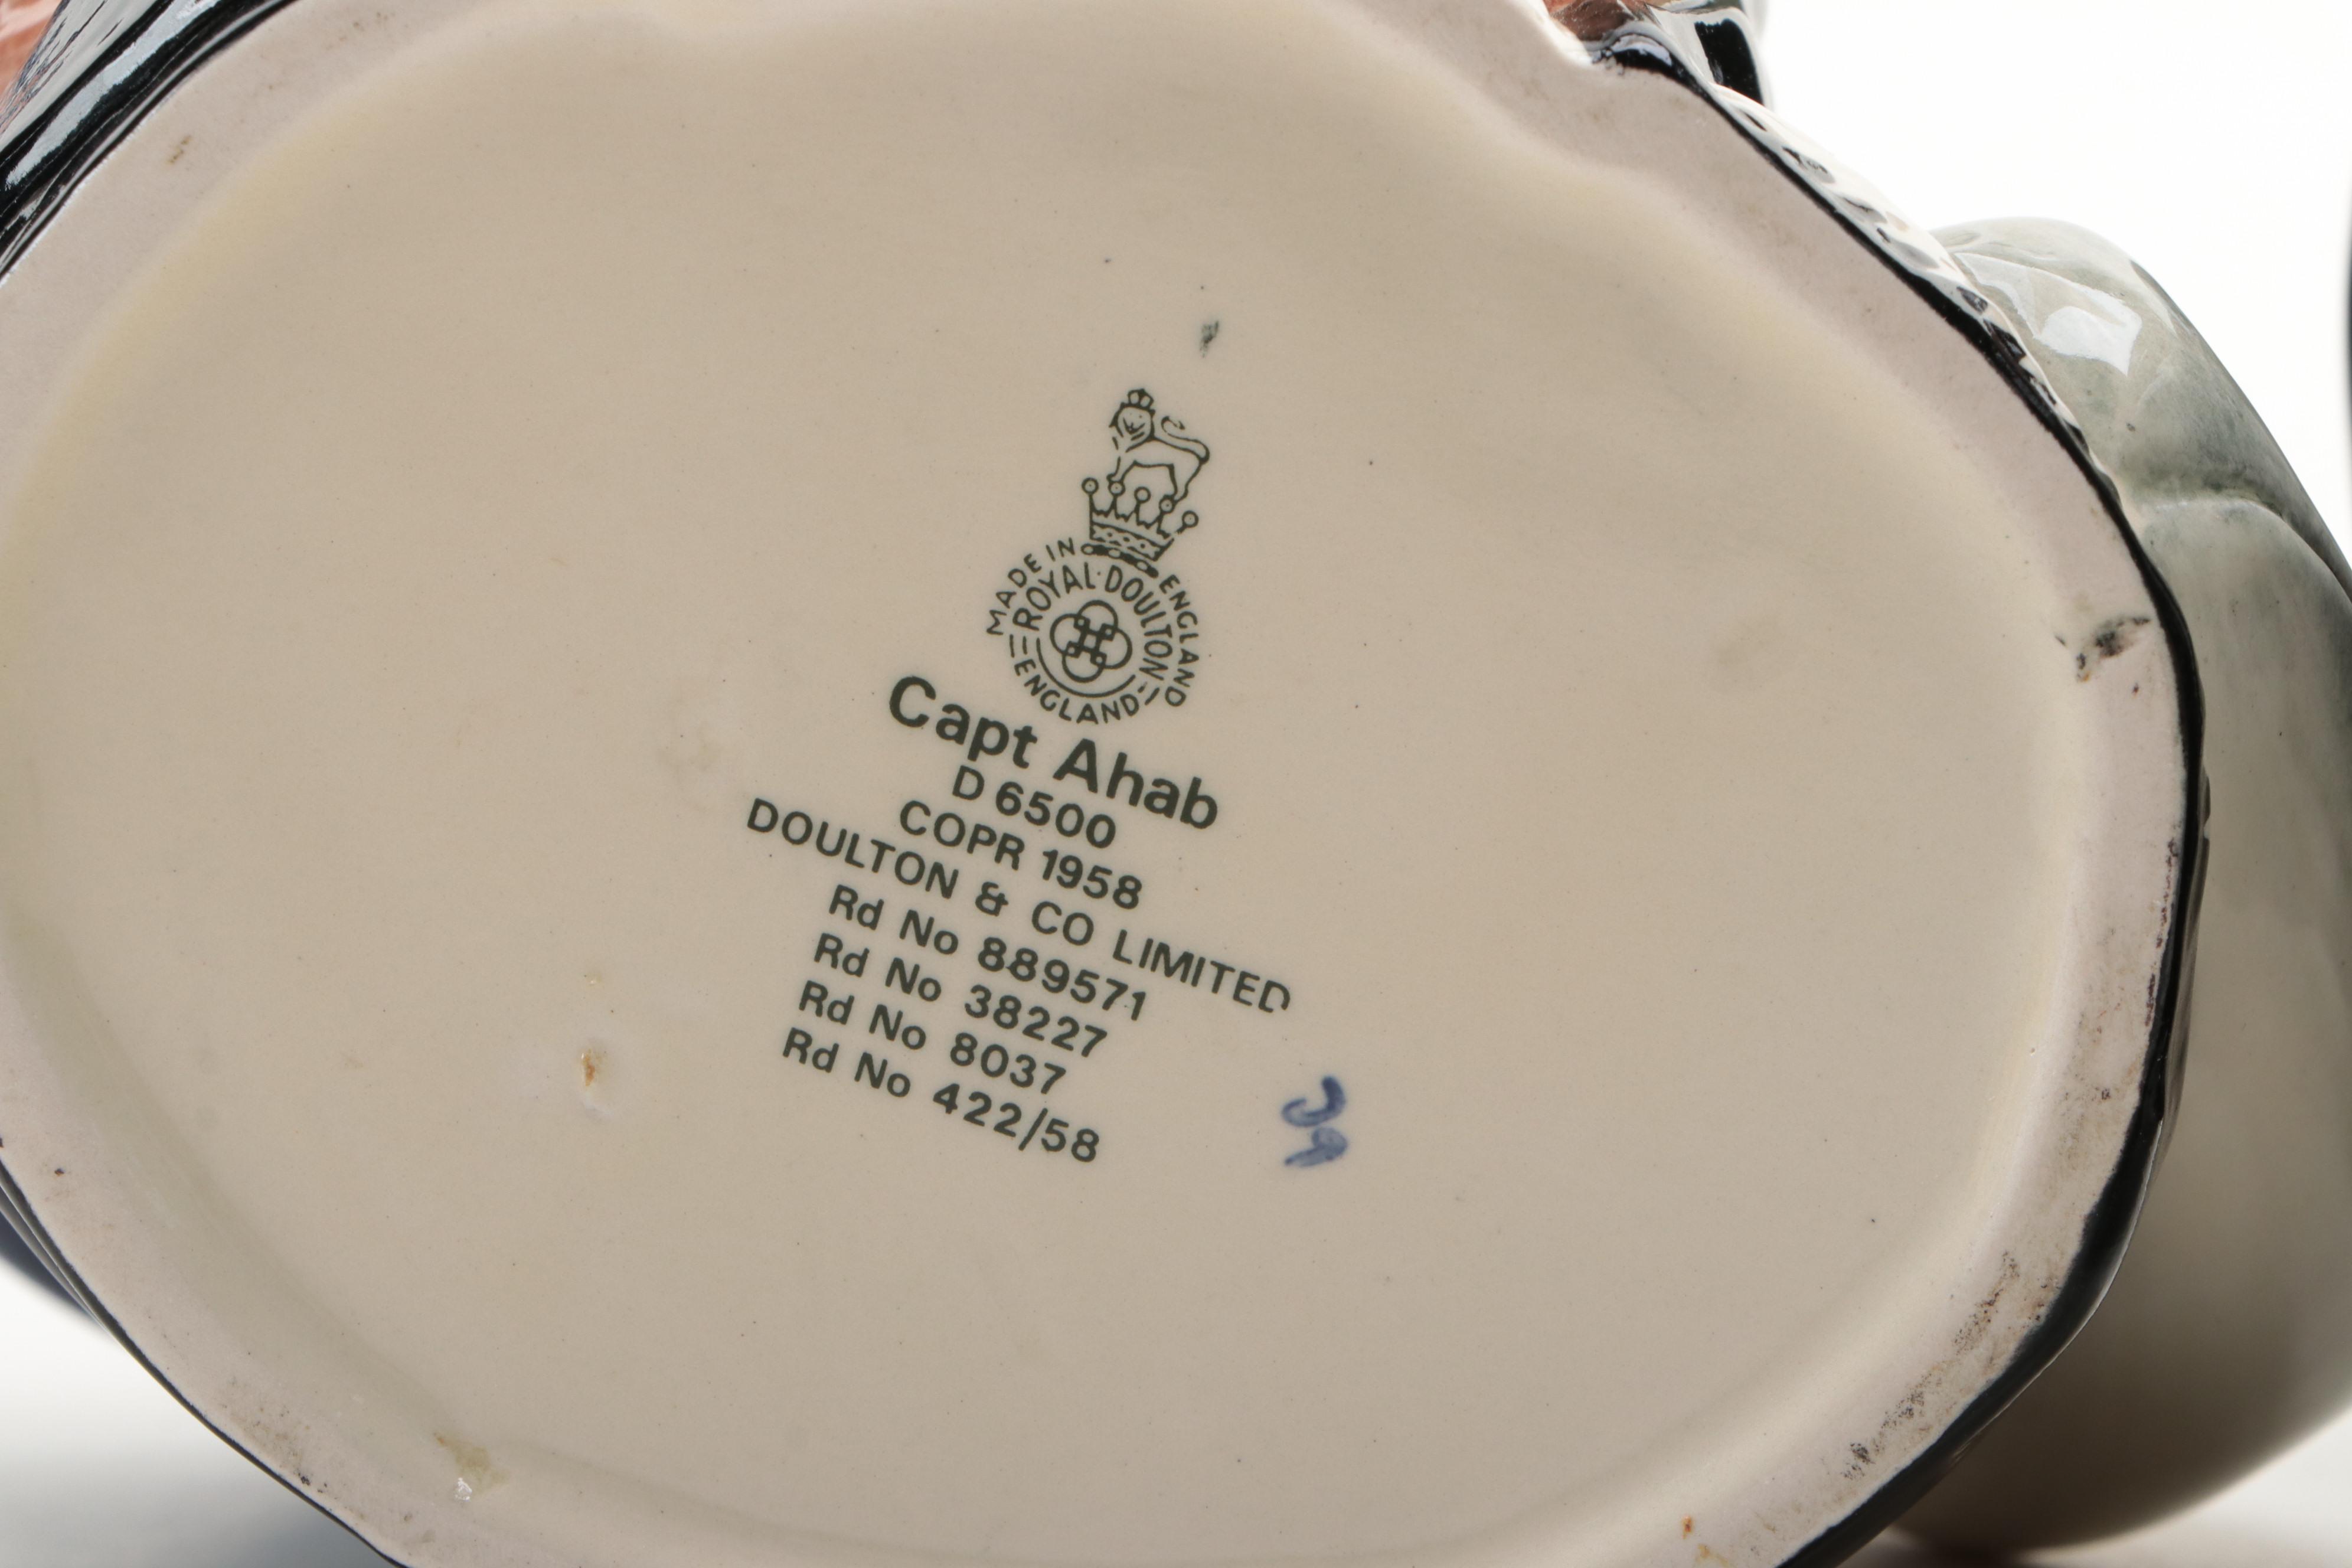 MADE IN ENGLAND
ROYAL·DOULTON
ENGLAND
Capt Ahab
D 6500
COPR 1958
DOULTON & CO LIMITED
Rd No 889571
Rd No 38227
Rd No 8037
Rd No 422/58